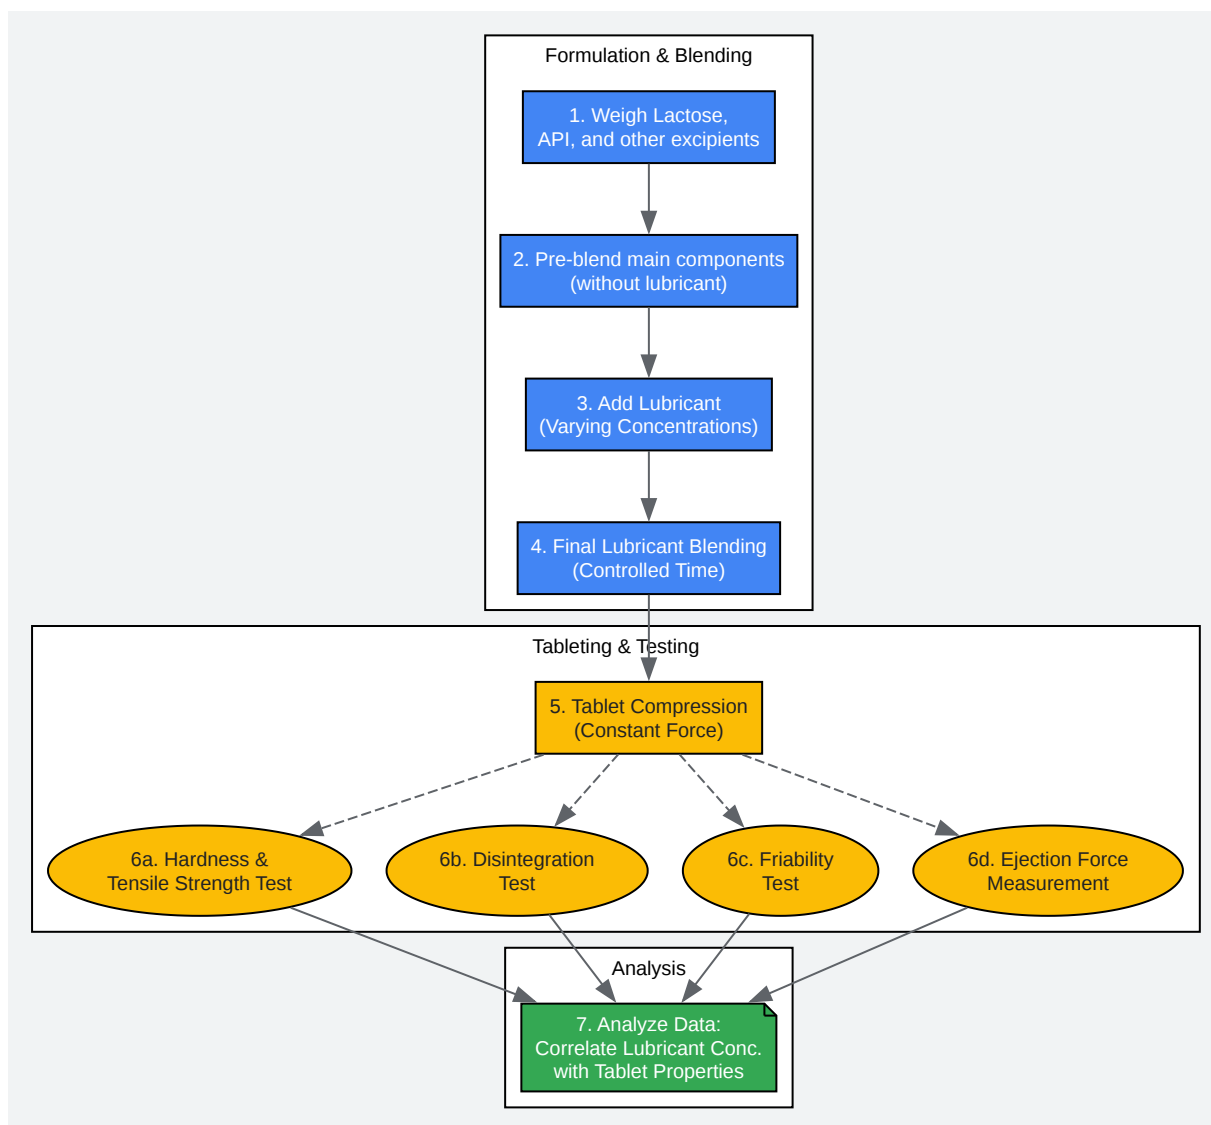 Formulation & Blending
1. Weigh Lactose,
API, and other excipients
2. Pre-blend main components
(without lubricant)
3. Add Lubricant
(Varying Concentrations)
4. Final Lubricant Blending
(Controlled Time)
Tableting & Testing
5. Tablet Compression
(Constant Force)
6a. Hardness &
Tensile Strength Test
6b. Disintegration
Test
6c. Friability
Test
6d. Ejection Force
Measurement
Analysis
7. Analyze Data:
Correlate Lubricant Conc.
with Tablet Properties